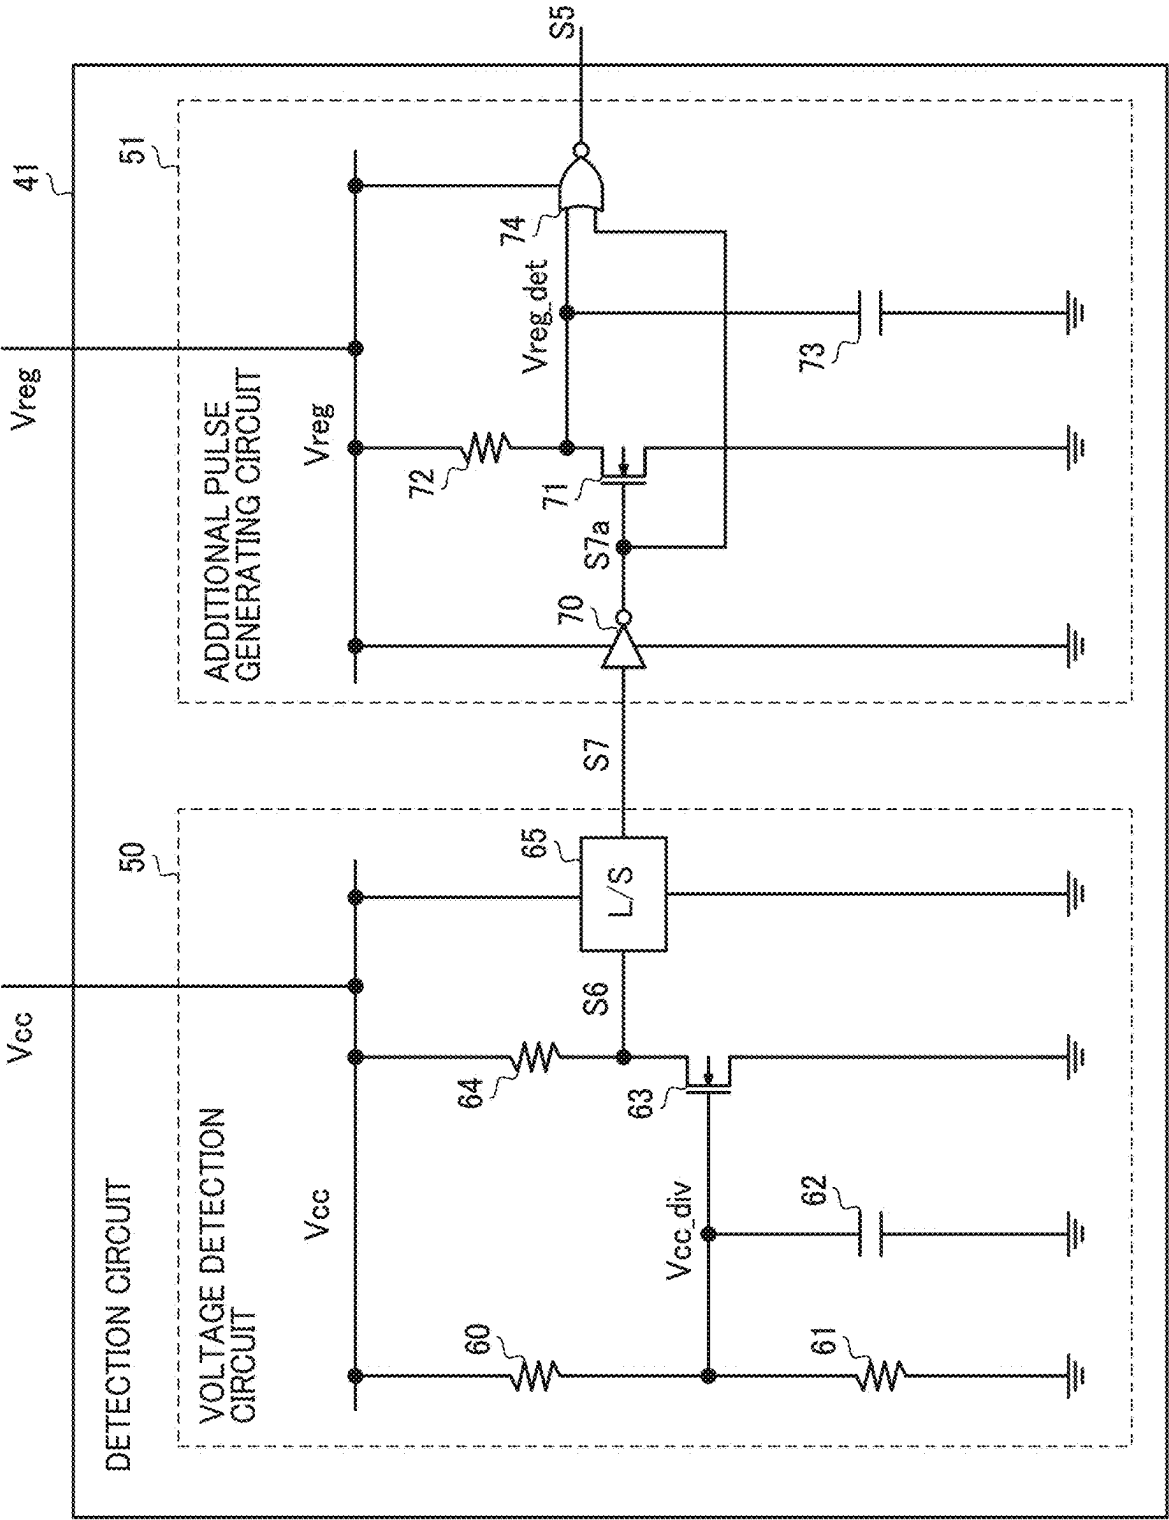 41
DETECTION CIRCUIT
Vcc
Vreg
50
VOLTAGE DETECTION
CIRCUIT
Vcc
60
61
Vcc_div
62
63
64
S6
65
L/S
S7
51
ADDITIONAL PULSE
GENERATING CIRCUIT
Vreg
70
S7a
71
72
Vreg_det
73
74
S5